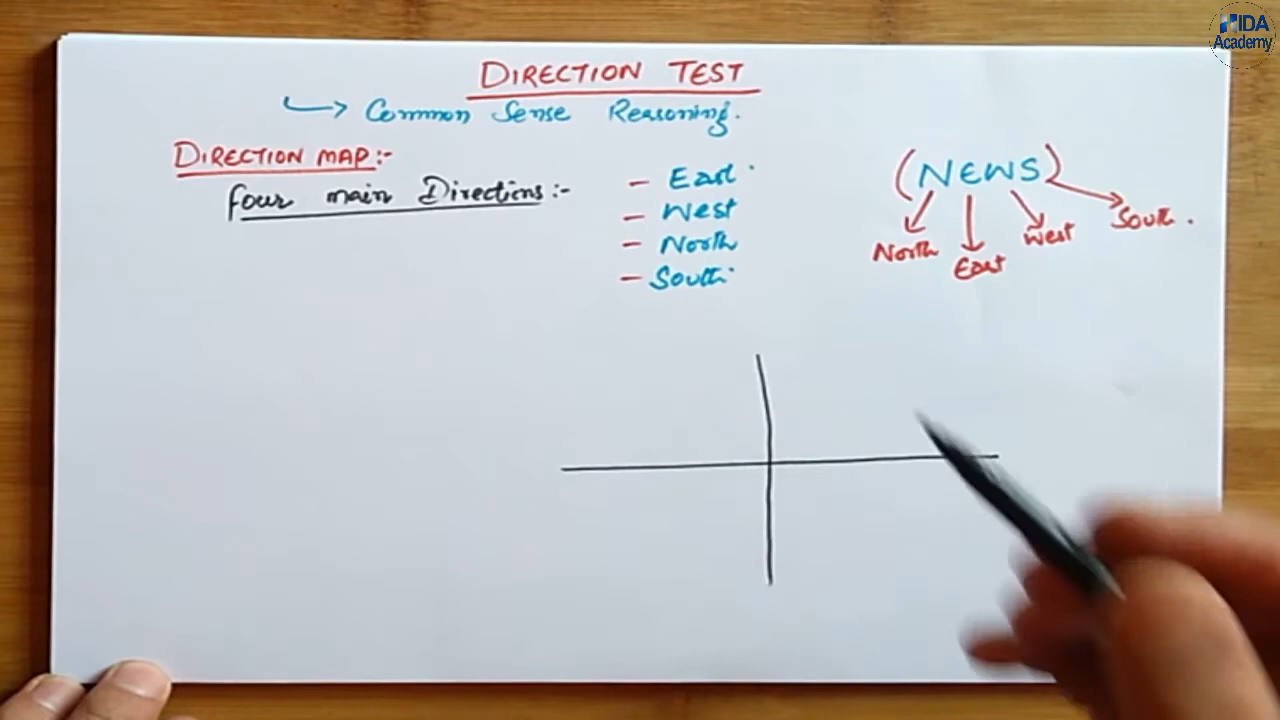 HIDA
Academy
DIRECTION TEST
Common Sense Reasoning.
DIRECTION MAP:-
four main Directions:-
- East
- West
- North
- South
(NEWS)
North
East
West
South.